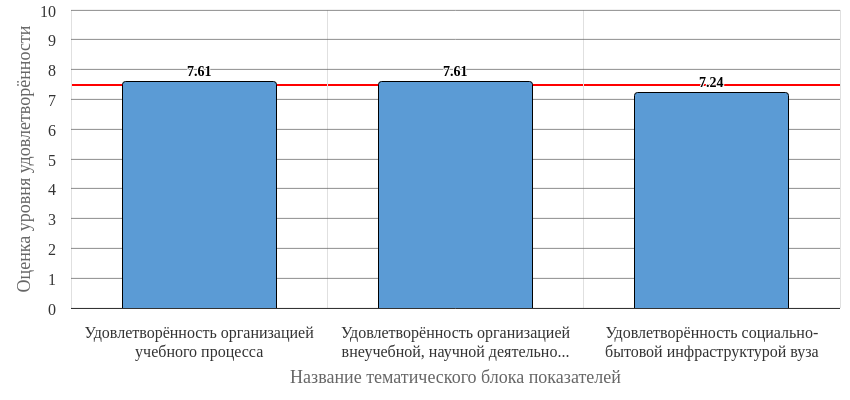 Оценка уровня удовлетворённости
10
9
8
7
6
5
4
3
2
1
0
7.61
7.61
7.24
Удовлетворённость организацией
учебного процесса
Удовлетворённость организацией
внеучебной, научной деятельно...
Удовлетворённость социально-
бытовой инфраструктурой вуза
Название тематического блока показателей